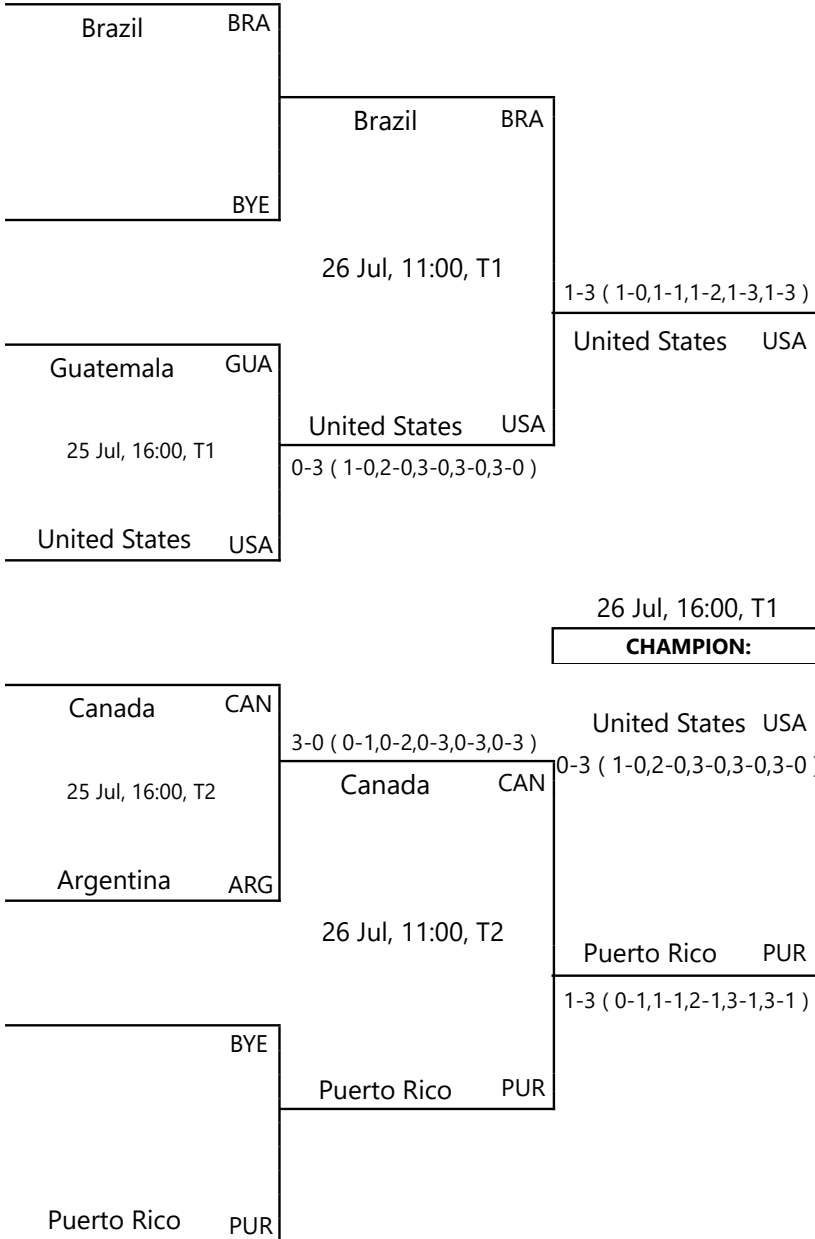 Brazil BRA
Brazil BRA
BYE
26 Jul, 11:00, T1
1-3 ( 1-0,1-1,1-2,1-3,1-3 )
United States USA
Guatemala GUA
United States USA
25 Jul, 16:00, T1
0-3 ( 1-0,2-0,3-0,3-0,3-0 )
United States USA
26 Jul, 16:00, T1
CHAMPION:
Canada CAN
United States USA
3-0 ( 0-1,0-2,0-3,0-3,0-3 )
0-3 ( 1-0,2-0,3-0,3-0,3-0 )
Canada CAN
25 Jul, 16:00, T2
Argentina ARG
26 Jul, 11:00, T2
Puerto Rico PUR
1-3 ( 0-1,1-1,2-1,3-1,3-1 )
BYE
Puerto Rico PUR
Puerto Rico PUR